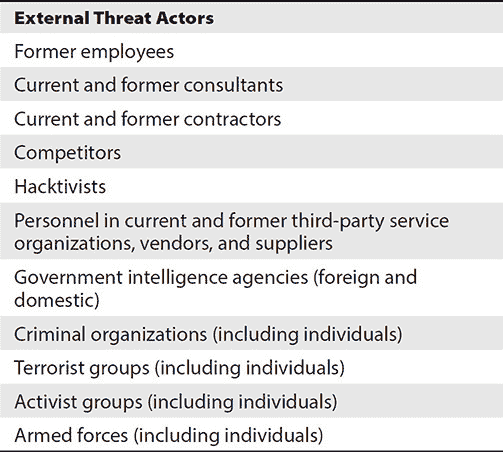 External Threat Actors
Former employees
Current and former consultants
Current and former contractors
Competitors
Hacktivists
Personnel in current and former third-party service
organizations, vendors, and suppliers
Government intelligence agencies (foreign and
domestic)
Criminal organizations (including individuals)
Terrorist groups (including individuals)
Activist groups (including individuals)
Armed forces (including individuals)